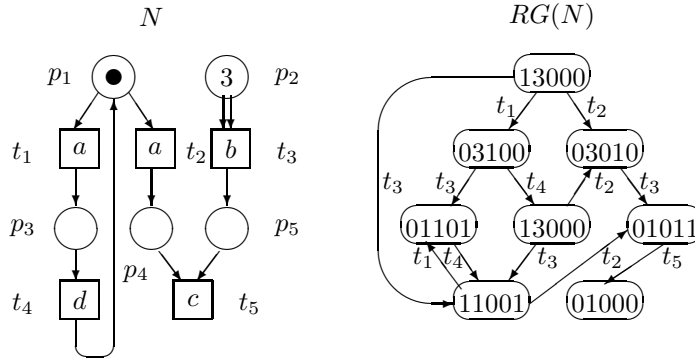 N RG(N)
p₁ 3 p₂ 13000
t₁ t₂
t₁ a a t₂ b t₃ 03100 03010
t₃ t₃ t₄ t₂ t₃
p₃ p₅ 01101 13000 01011
p₄ t₁ t₄ t₃ t₂ t₅
t₄ d c t₅ 11001 01000